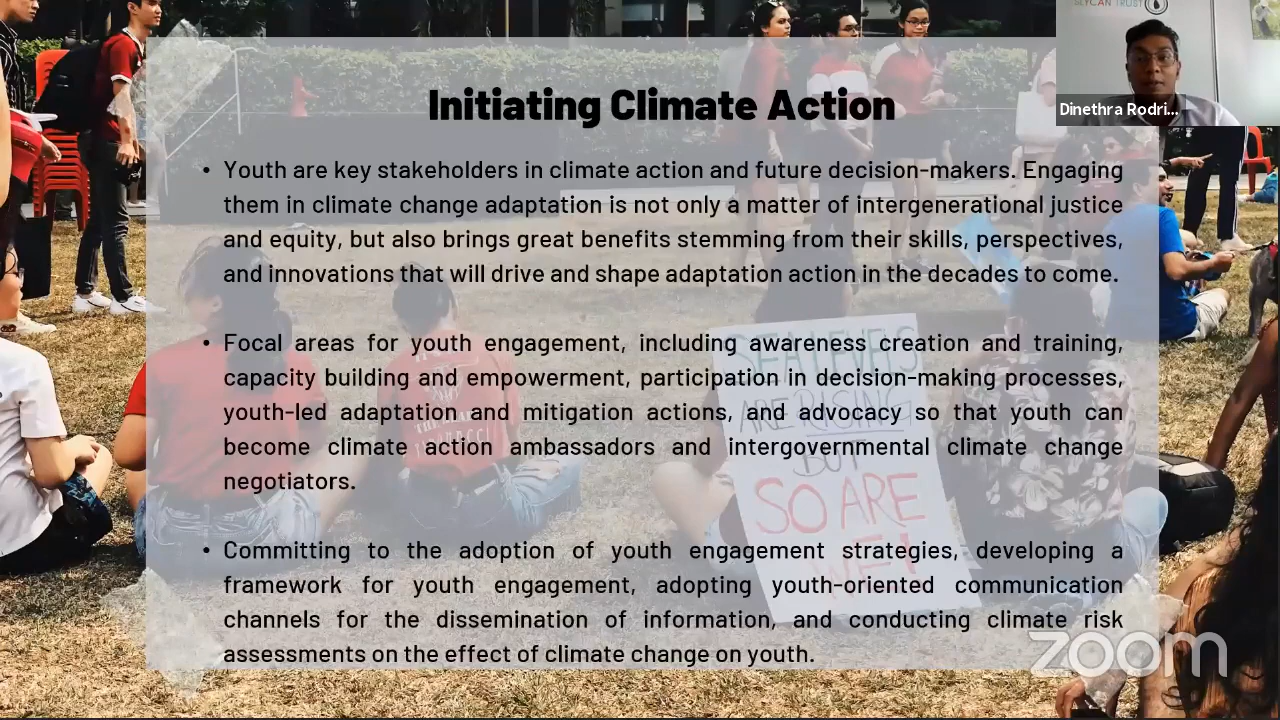 SLYCAN TRUST
Dinethra Rodri...
Initiating Climate Action
• Youth are key stakeholders in climate action and future decision-makers. Engaging
them in climate change adaptation is not only a matter of intergenerational justice
and equity, but also brings great benefits stemming from their skills, perspectives,
and innovations that will drive and shape adaptation action in the decades to come.
• Focal areas for youth engagement, including awareness creation and training,
capacity building and empowerment, participation in decision-making processes,
youth-led adaptation and mitigation actions, and advocacy so that youth can
become climate action ambassadors and intergovernmental climate change
negotiators.
• Committing to the adoption of youth engagement strategies, developing a
framework for youth engagement, adopting youth-oriented communication
channels for the dissemination of information, and conducting climate risk
assessments on the effect of climate change on youth.
SEA LEVELS
ARE RISING
BUT
SO ARE
WE!
zoom